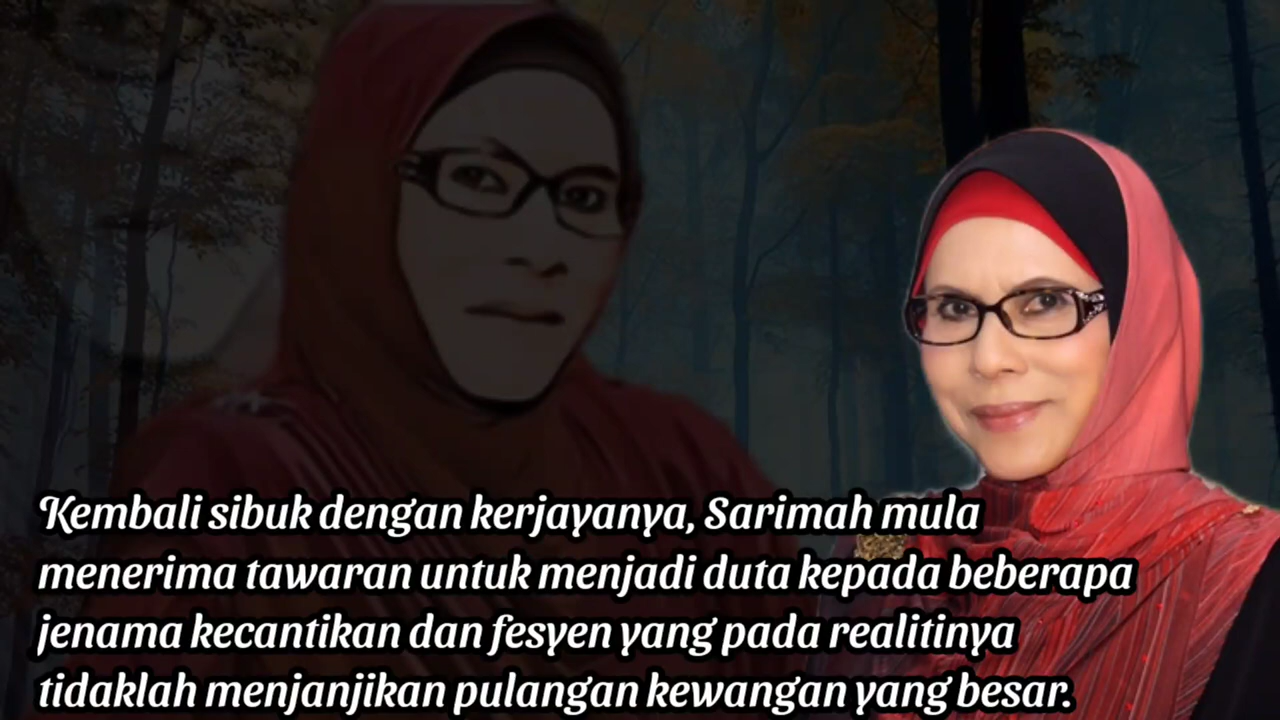 Kembali sibuk dengan kerjayanya, Sarimah mula
menerima tawaran untuk menjadi duta kepada beberapa
jenama kecantikan dan fesyen yang pada realitinya
tidaklah menjanjikan pulangan kewangan yang besar.